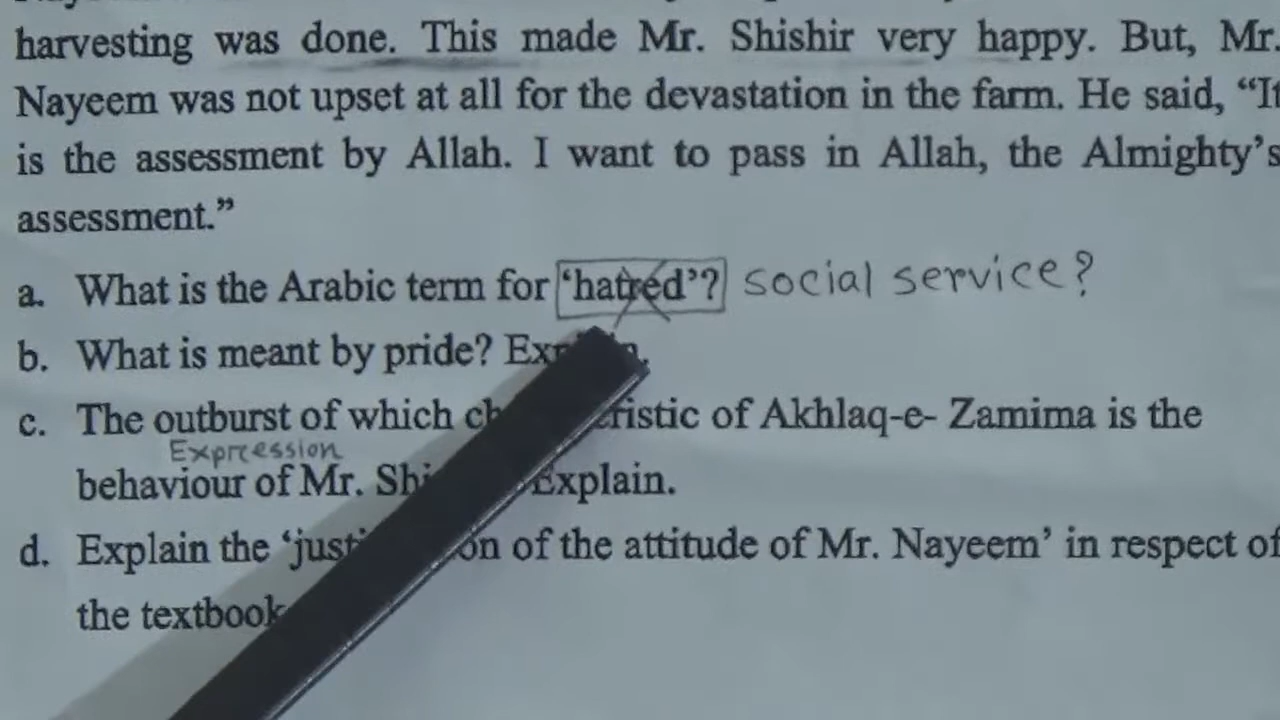 harvesting was done. This made Mr. Shishir very happy. But, Mr.
Nayeem was not upset at all for the devastation in the farm. He said, “It
is the assessment by Allah. I want to pass in Allah, the Almighty’s
assessment.”
a. What is the Arabic term for ‘hatred’? social service?
b. What is meant by pride?
c. The outburst of which of Akhlaq-e- Zamima is the
Expression
behaviour of Mr. Explain.
d. Explain the of the attitude of Mr. Nayeem’ in respect of
the textbook